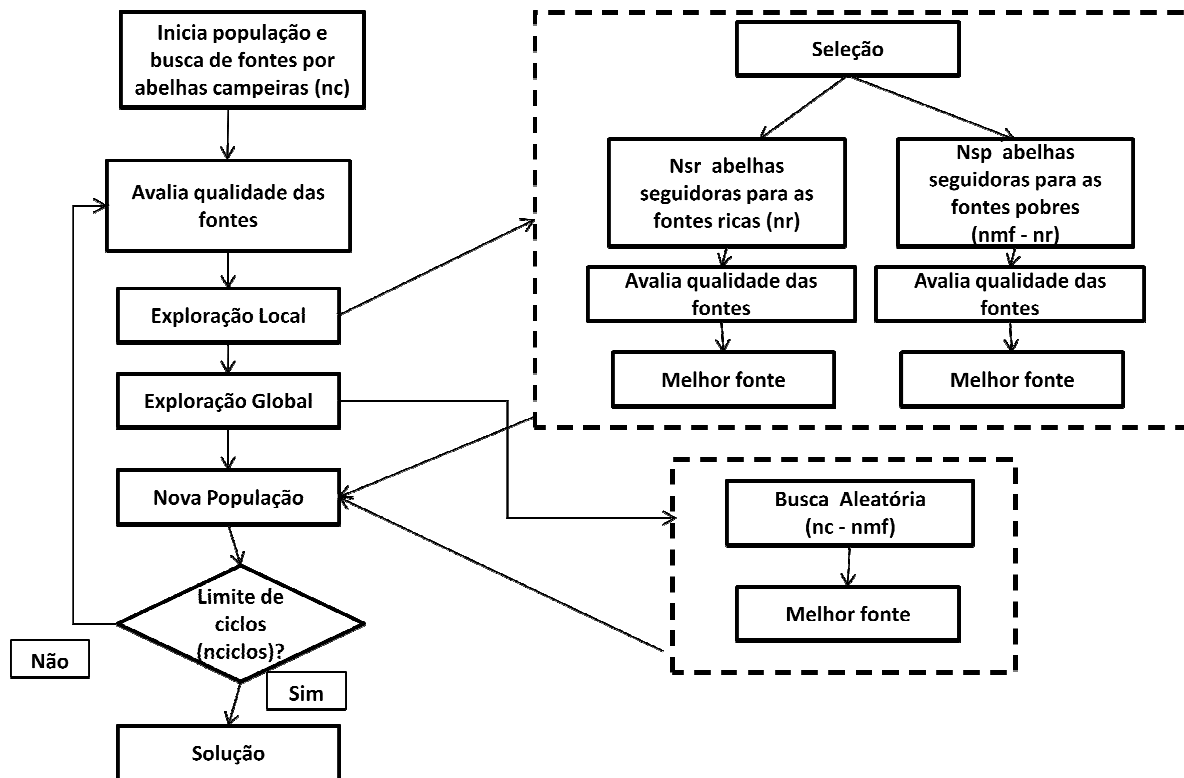 Inicia população e
busca de fontes por
abelhas campeiras (nc)
Avalia qualidade das
fontes
Exploração Local
Exploração Global
Nova População
Limite de
ciclos
(nciclos)?
Não
Sim
Solução
Seleção
Nsr abelhas
seguidoras para as
fontes ricas (nr)
Avalia qualidade das
fontes
Melhor fonte
Nsp abelhas
seguidoras para as
fontes pobres
(nmf - nr)
Avalia qualidade das
fontes
Melhor fonte
Busca Aleatória
(nc - nmf)
Melhor fonte